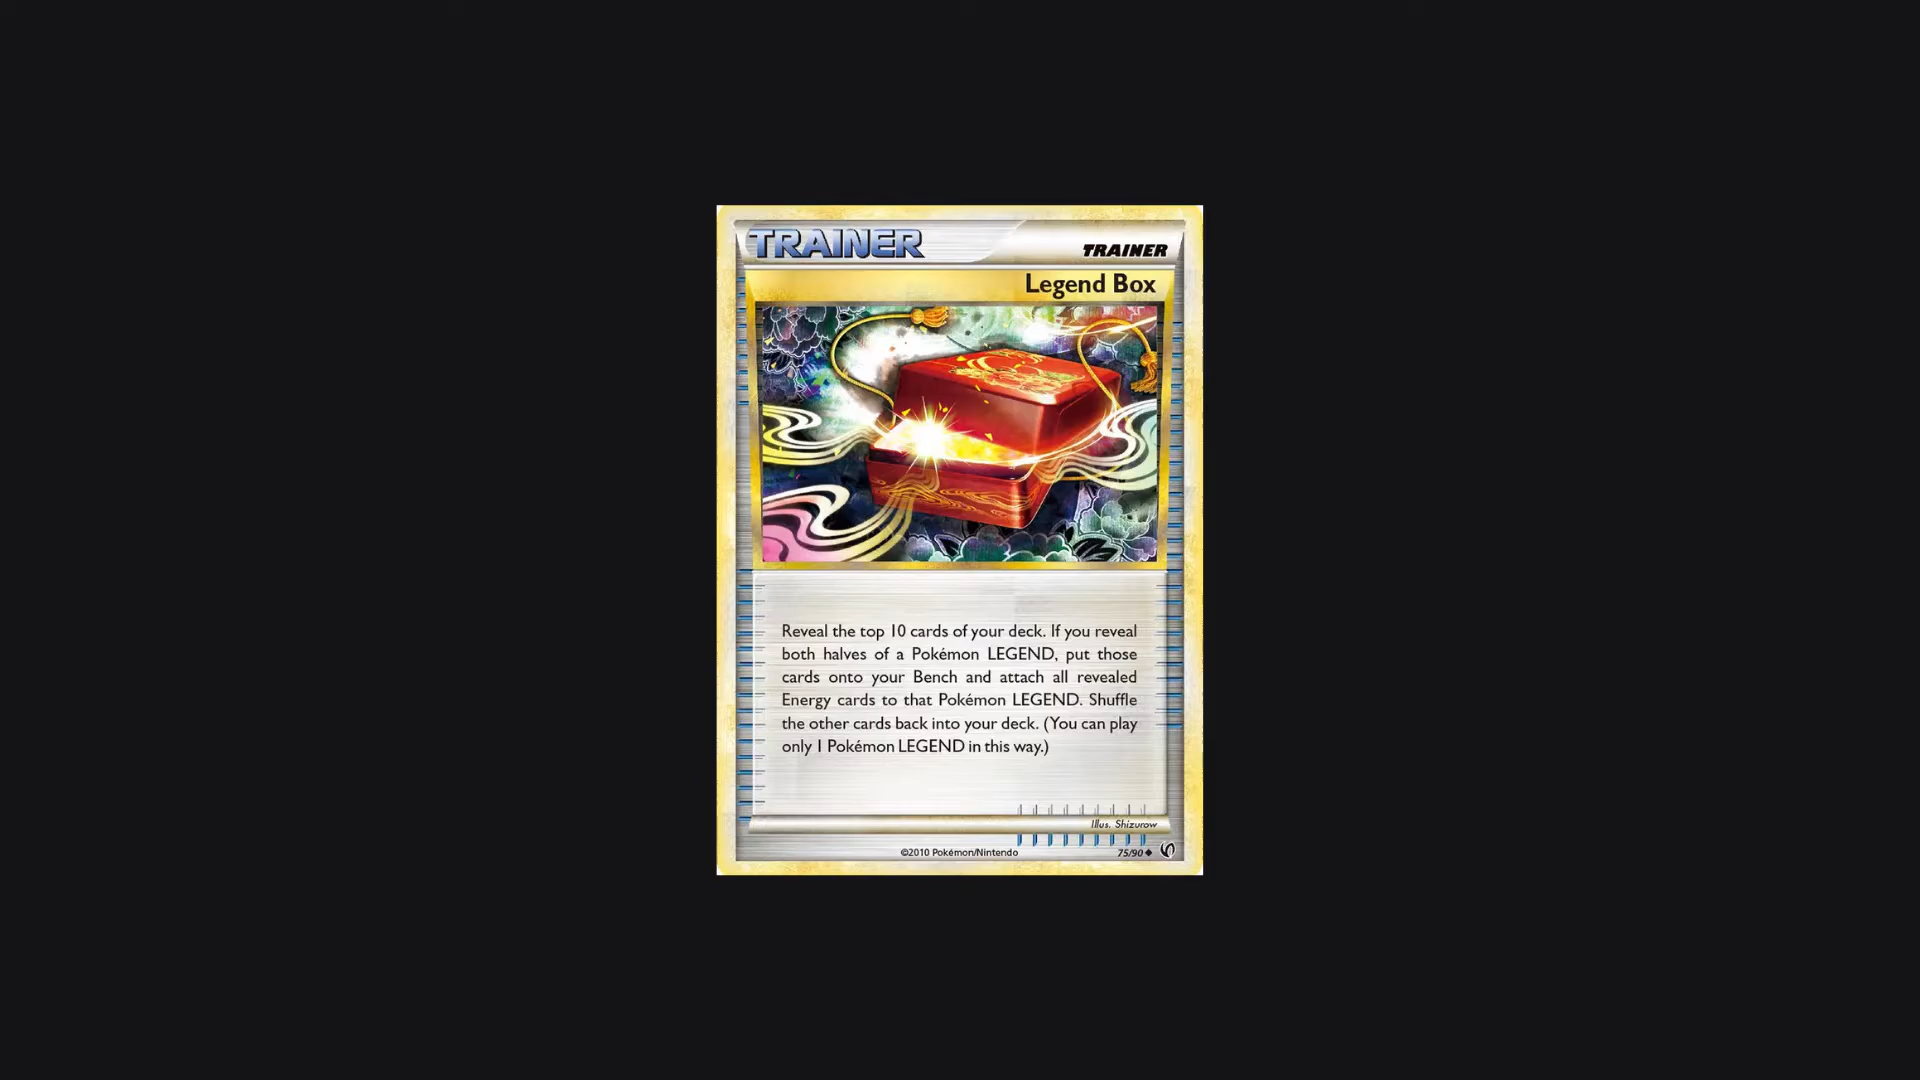 TRAINER
TRAINER
Legend Box
Reveal the top 10 cards of your deck. If you reveal
both halves of a Pokémon LEGEND, put those
cards onto your Bench and attach all revealed
Energy cards to that Pokémon LEGEND. Shuffle
the other cards back into your deck. (You can play
only 1 Pokémon LEGEND in this way.)
Illus. Shizurow
©2010 Pokémon/Nintendo
75/90